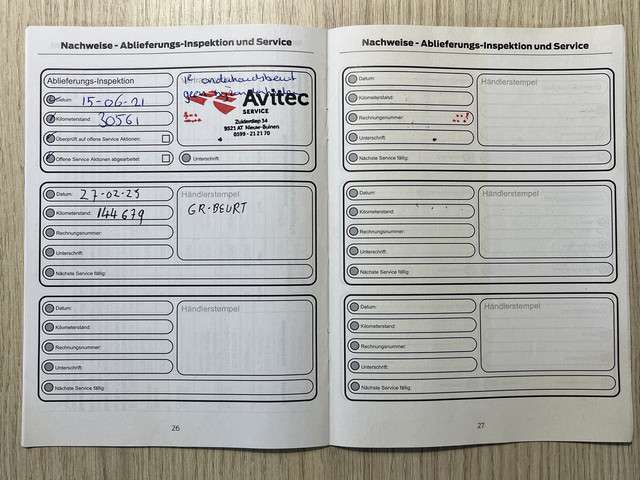 Nachweise - Ablieferungs-Inspektion und Service
Ablieferungs-Inspektion
Datum: 15-06-21
Kilometerstand: 30561
Überprüft auf offene Service Aktionen:
Offene Service Aktionen abgearbeitet:
1e onderhoudsbeurt
geen
Avitec
SERVICE
Zuiderdiep 34
9521 AT Nieuw-Buinen
0599 - 21 21 70
Unterschrift:
Datum: 27-02-25
Kilometerstand: 144679
Rechnungsnummer:
Unterschrift:
Nächste Service fällig:
Händlerstempel
GR-BEURT
Datum:
Kilometerstand:
Rechnungsnummer:
Unterschrift:
Nächste Service fällig:
Händlerstempel
26
Nachweise - Ablieferungs-Inspektion und Service
Datum:
Kilometerstand:
Rechnungsnummer:
Unterschrift:
Nächste Service fällig:
Händlerstempel
Datum:
Kilometerstand:
Rechnungsnummer:
Unterschrift:
Nächste Service fällig:
Händlerstempel
Datum:
Kilometerstand:
Rechnungsnummer:
Unterschrift:
Nächste Service fällig:
Händlerstempel
27